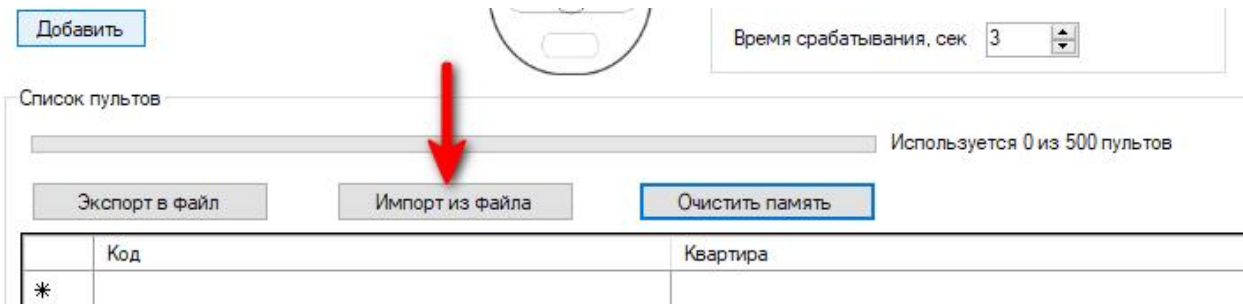 Добавить
Время срабатывания, сек 3
Список пультов
Используется 0 из 500 пультов
Экспорт в файл Импорт из файла Очистить память
Код Квартира
*